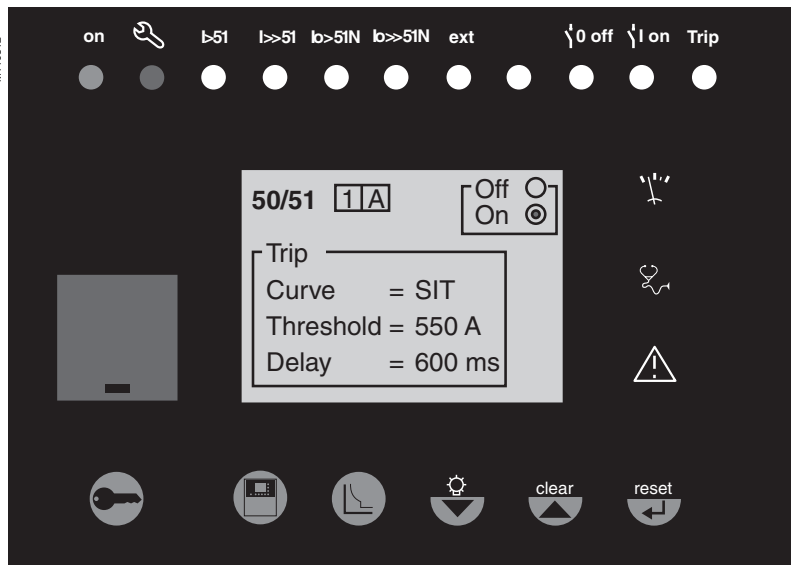 on I>51 I>>51 Io>51N Io>>51N ext 0 off I on Trip
50/51 1 A
Off
On
Trip
Curve = SIT
Threshold = 550 A
Delay = 600 ms
clear
reset